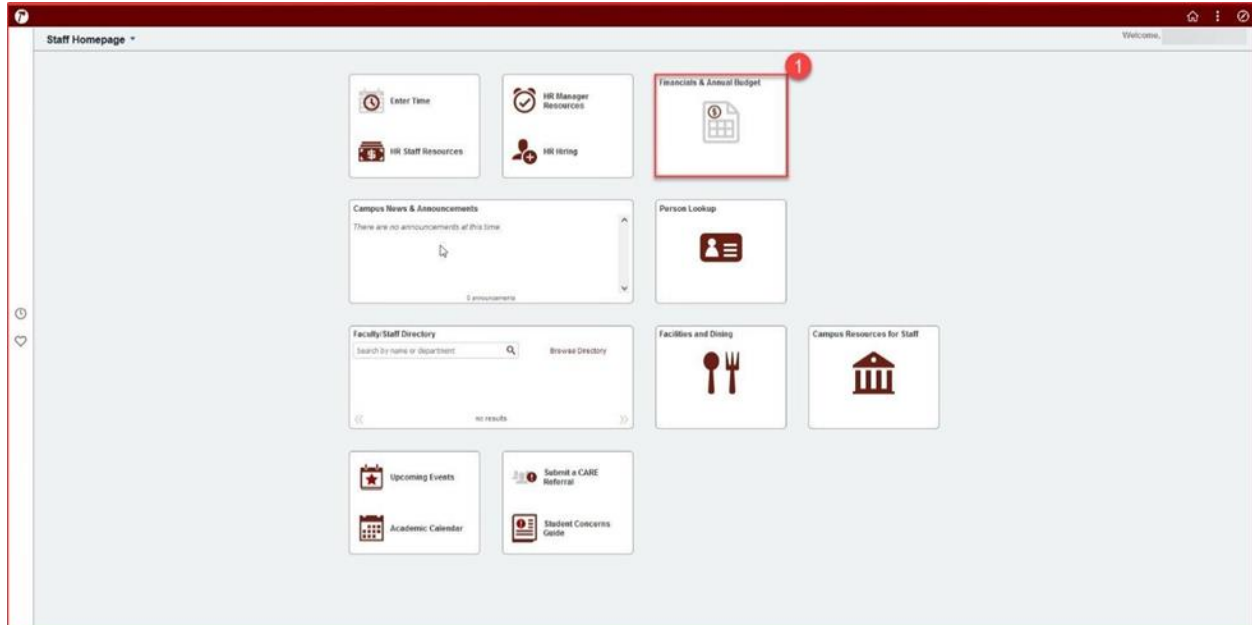 Staff Homepage
Welcome,
1
Enter Time
HR Staff Resources
HR Manager
Resources
HR Hiring
Financials & Annual Budget
Campus News & Announcements
There are no announcements at this time.
0 announcements
Person Lookup
Faculty/Staff Directory
Search by name or department
Browse Directory
no results
Facilities and Dining
Campus Resources for Staff
Upcoming Events
Academic Calendar
Submit a CARE
Referral
Student Concerns
Guide